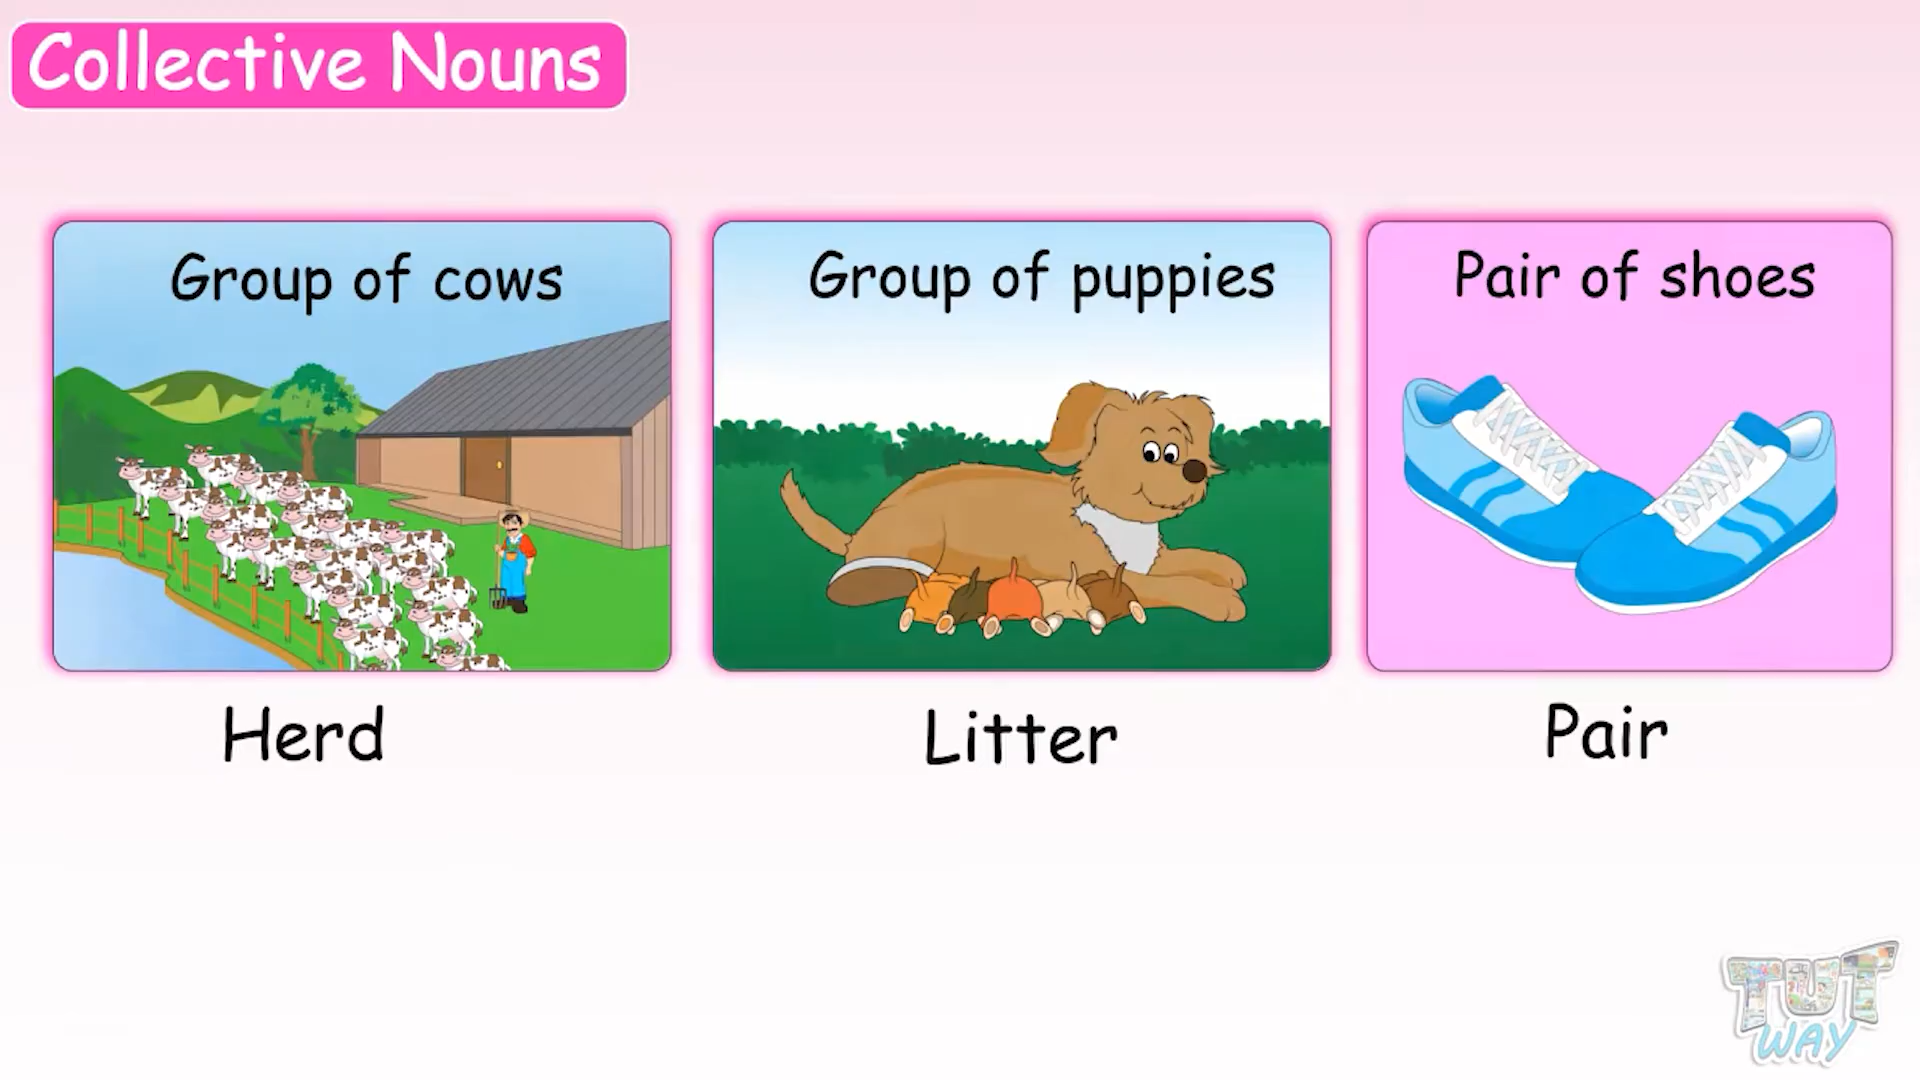 Collective Nouns
Group of cows
Group of puppies
Pair of shoes
Herd
Litter
Pair
TUT
WAY